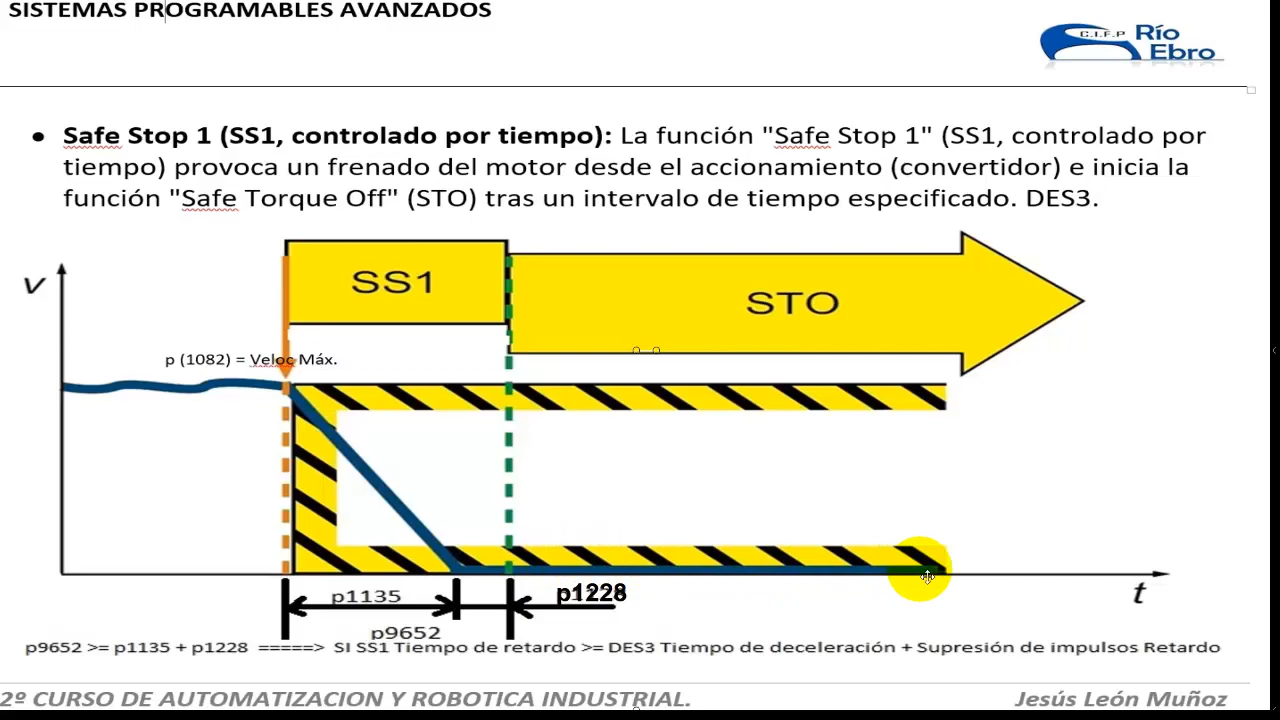 SISTEMAS PROGRAMABLES AVANZADOS
C.I.F.P
Río
Ebro
• Safe Stop 1 (SS1, controlado por tiempo): La función "Safe Stop 1" (SS1, controlado por
tiempo) provoca un frenado del motor desde el accionamiento (convertidor) e inicia la
función "Safe Torque Off" (STO) tras un intervalo de tiempo especificado. DES3.
SS1
STO
v
p (1082) = Veloc Máx.
p1135
p1228
t
p9652
p9652 >= p1135 + p1228 =====> SI SS1 Tiempo de retardo >= DES3 Tiempo de deceleración + Supresión de impulsos Retardo
2º CURSO DE AUTOMATIZACION Y ROBOTICA INDUSTRIAL.
Jesús León Muñoz